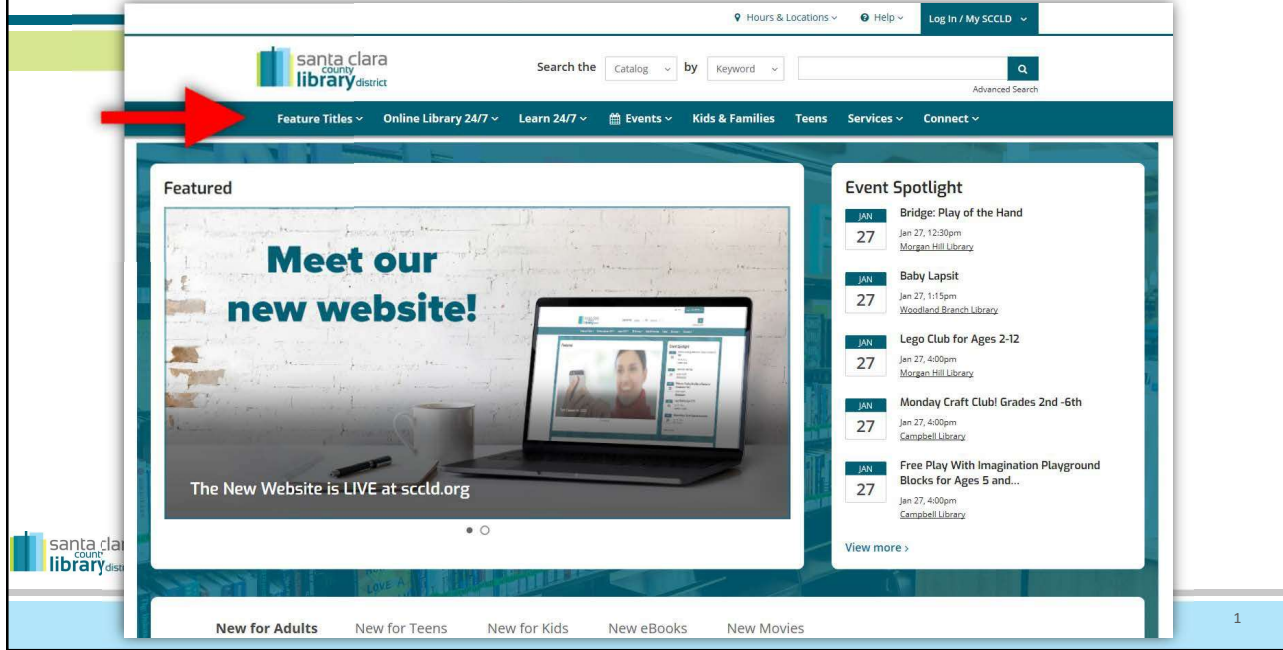 Hours & Locations
Help
Log In / My SCCLD
santa clara
county
library district
Search the Catalog by Keyword
Advanced Search
Feature Titles Online Library 24/7 Learn 24/7 Events Kids & Families Teens Services Connect
Featured
Meet our
new website!
The New Website is LIVE at sccld.org
Event Spotlight
JAN
27
Bridge: Play of the Hand
Jan 27, 12:30pm
Morgan Hill Library
JAN
27
Baby Lapsit
Jan 27, 1:15pm
Woodland Branch Library
JAN
27
Lego Club for Ages 2-12
Jan 27, 4:00pm
Morgan Hill Library
JAN
27
Monday Craft Club! Grades 2nd -6th
Jan 27, 4:00pm
Campbell Library
JAN
27
Free Play With Imagination Playground
Blocks for Ages 5 and...
Jan 27, 4:00pm
Campbell Library
View more >
santa clar
count
library dist
LOVE A
New for Adults New for Teens New for Kids New eBooks New Movies
1